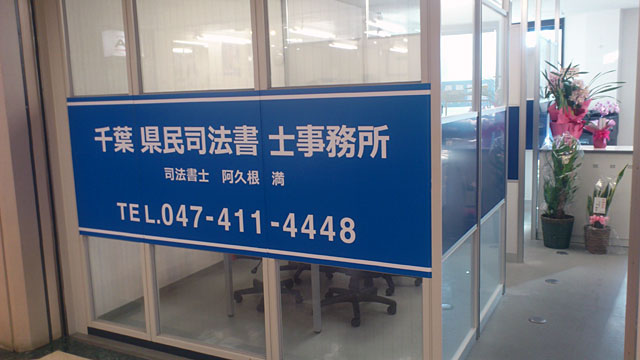 千葉 県民司法書 士事務所
司法書士 阿久根 満
TEL.047-411-4448